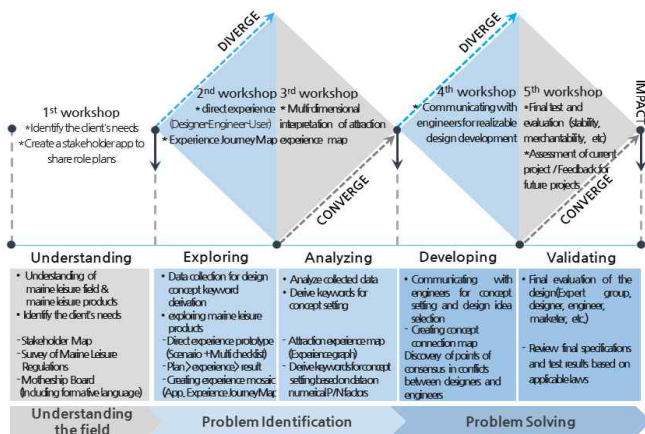 DIVERGE
DIVERGE
1st workshop
*Identify the client's needs
*Create a stakeholder app to
share role plans
2nd workshop
* direct experience
(Designer-Engineer-User)
* Experience Journey Map
3rd workshop
* Multi-dimensional
interpretation of attraction
experience map
4th workshop
* Communicating with
engineers for realizable
design development
5th workshop
*Final test and
evaluation (stability,
merchantability, etc)
*Assessment of current
project / Feedback for
future projects
IMPACT
CONVERGE
CONVERGE
Understanding
• Understanding of
marine leisure field &
marine leisure products
• Identify the client's needs
- Stakeholder Map
- Survey of Marine Leisure
Regulations
- Mothership Board
(Including formative language)
Exploring
• Data collection for design
concept keyword
derivation
• exploring marine leisure
products
- Direct experience prototype
(Scenario + Multi checklist)
- Plan > experience > result
- Creating experience mosaic
(App, Experience Journey Map)
Analyzing
• Analyze collected data
• Derive keywords for
concept setting
- Attraction experience map
(Experience graph)
- Derive keywords for concept
setting based on data on
numerical P/N factors
Developing
• Communicating with
engineers for concept
setting and design idea
selection
- Creating concept
connection map
Discovery of points of
consensus in conflicts
between designers and
engineers
Validating
• Final evaluation of the
design(Expert group,
designer, engineer,
marketer, etc.)
- Review final specifications
and test results based on
applicable laws
Understanding
the field
Problem Identification
Problem Solving